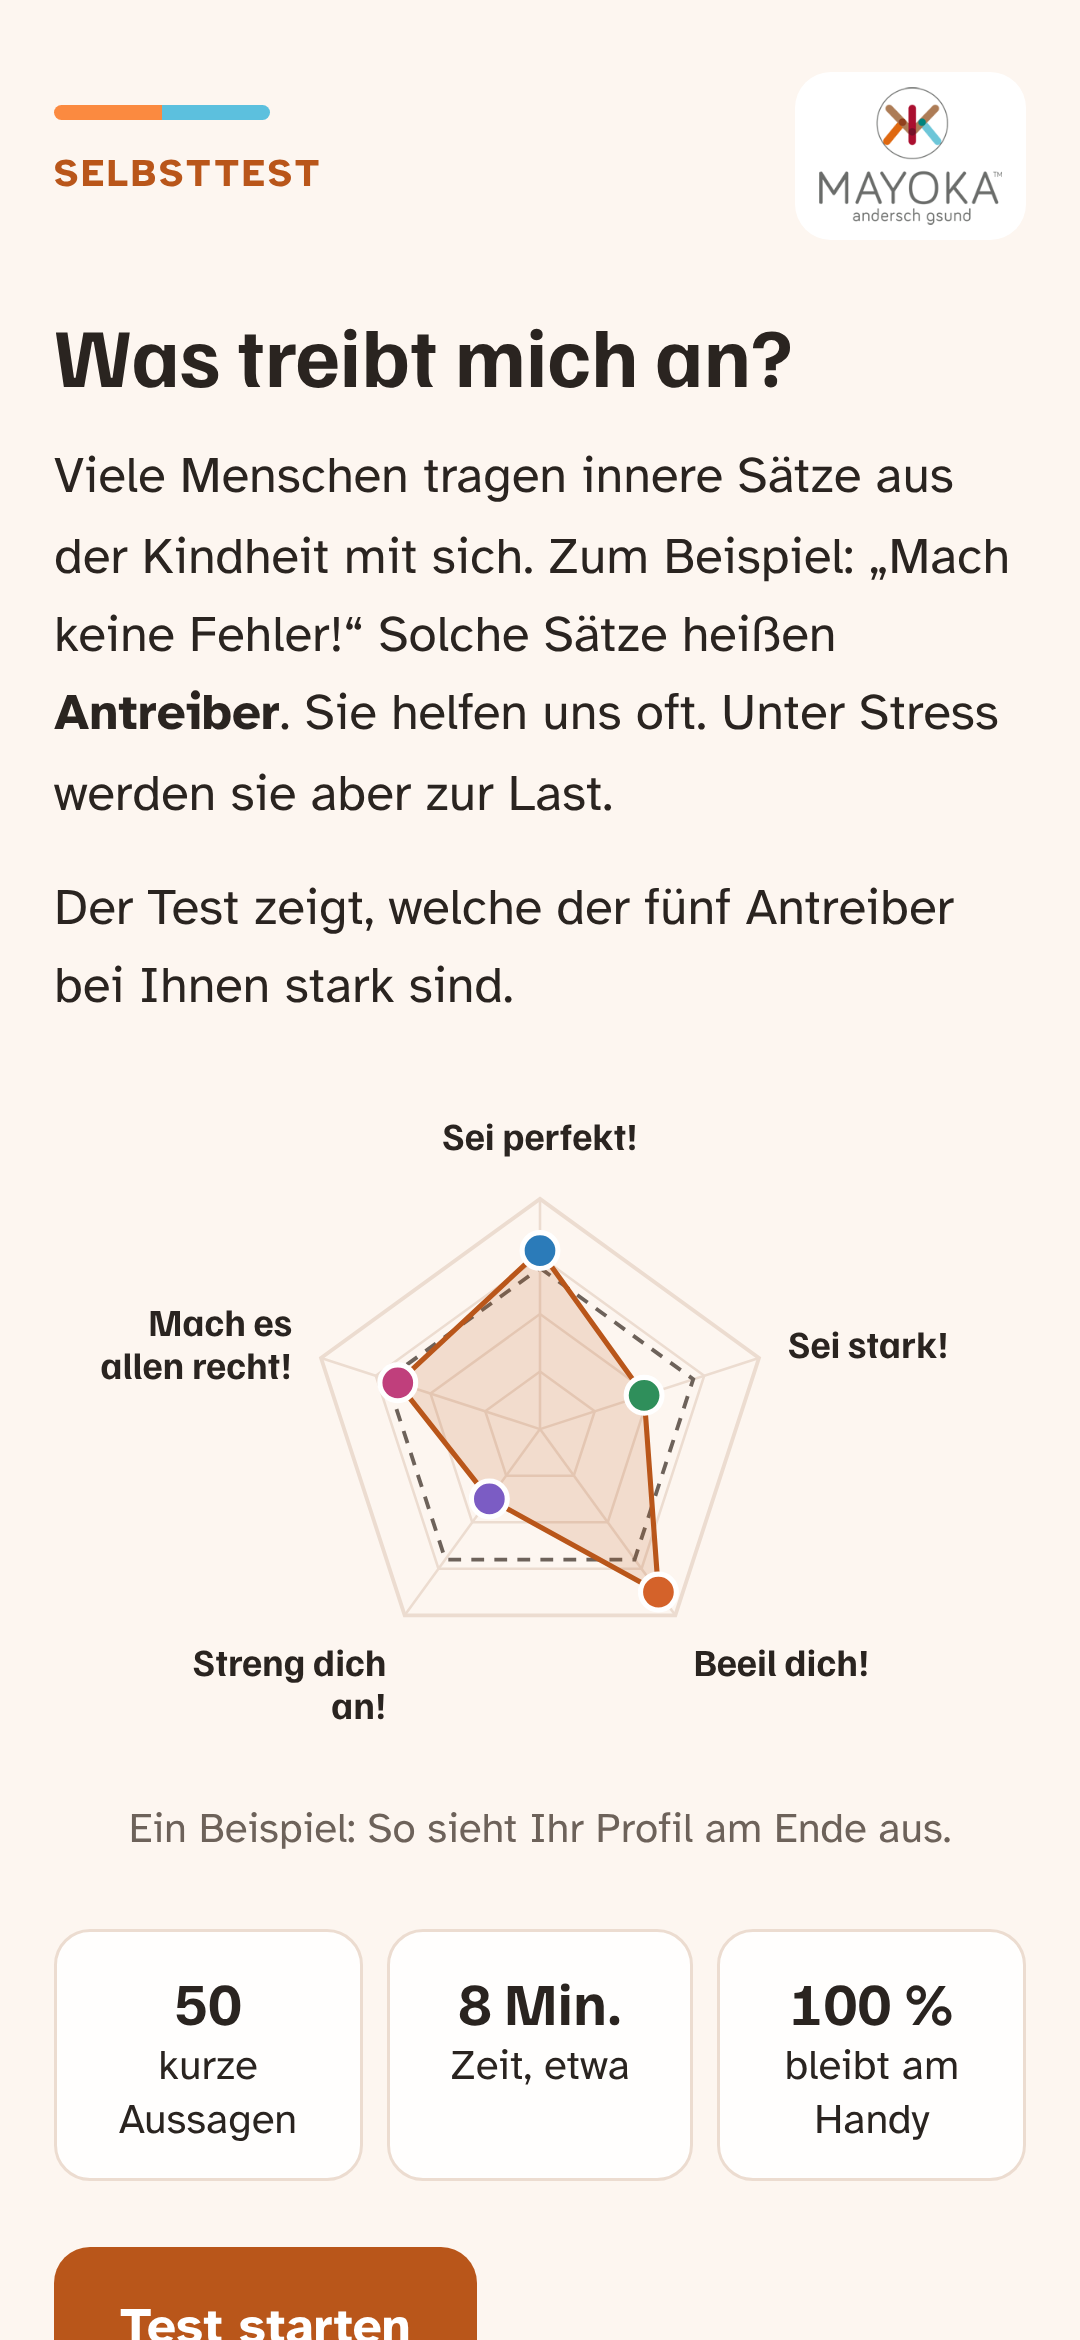 SELBSTTEST
MAYOKA™
andersch gsund
Was treibt mich an?
Viele Menschen tragen innere Sätze aus
der Kindheit mit sich. Zum Beispiel: „Mach
keine Fehler!“ Solche Sätze heißen
Antreiber. Sie helfen uns oft. Unter Stress
werden sie aber zur Last.
Der Test zeigt, welche der fünf Antreiber
bei Ihnen stark sind.
Sei perfekt!
Mach es
allen recht!
Sei stark!
Streng dich
an!
Beeil dich!
Ein Beispiel: So sieht Ihr Profil am Ende aus.
50
kurze
Aussagen
8 Min.
Zeit, etwa
100 %
bleibt am
Handy
Test starten